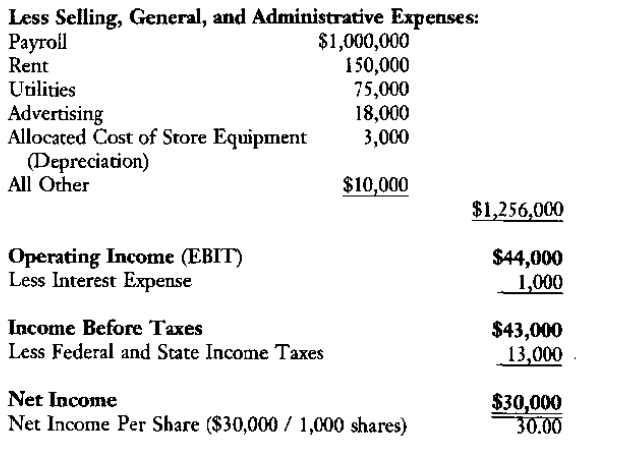 Less Selling, General, and Administrative Expenses:
Payroll $1,000,000
Rent 150,000
Utilities 75,000
Advertising 18,000
Allocated Cost of Store Equipment 3,000
(Depreciation)
All Other $10,000
$1,256,000
Operating Income (EBIT) $44,000
Less Interest Expense 1,000
Income Before Taxes $43,000
Less Federal and State Income Taxes 13,000
Net Income $30,000
Net Income Per Share ($30,000 / 1,000 shares) 30.00